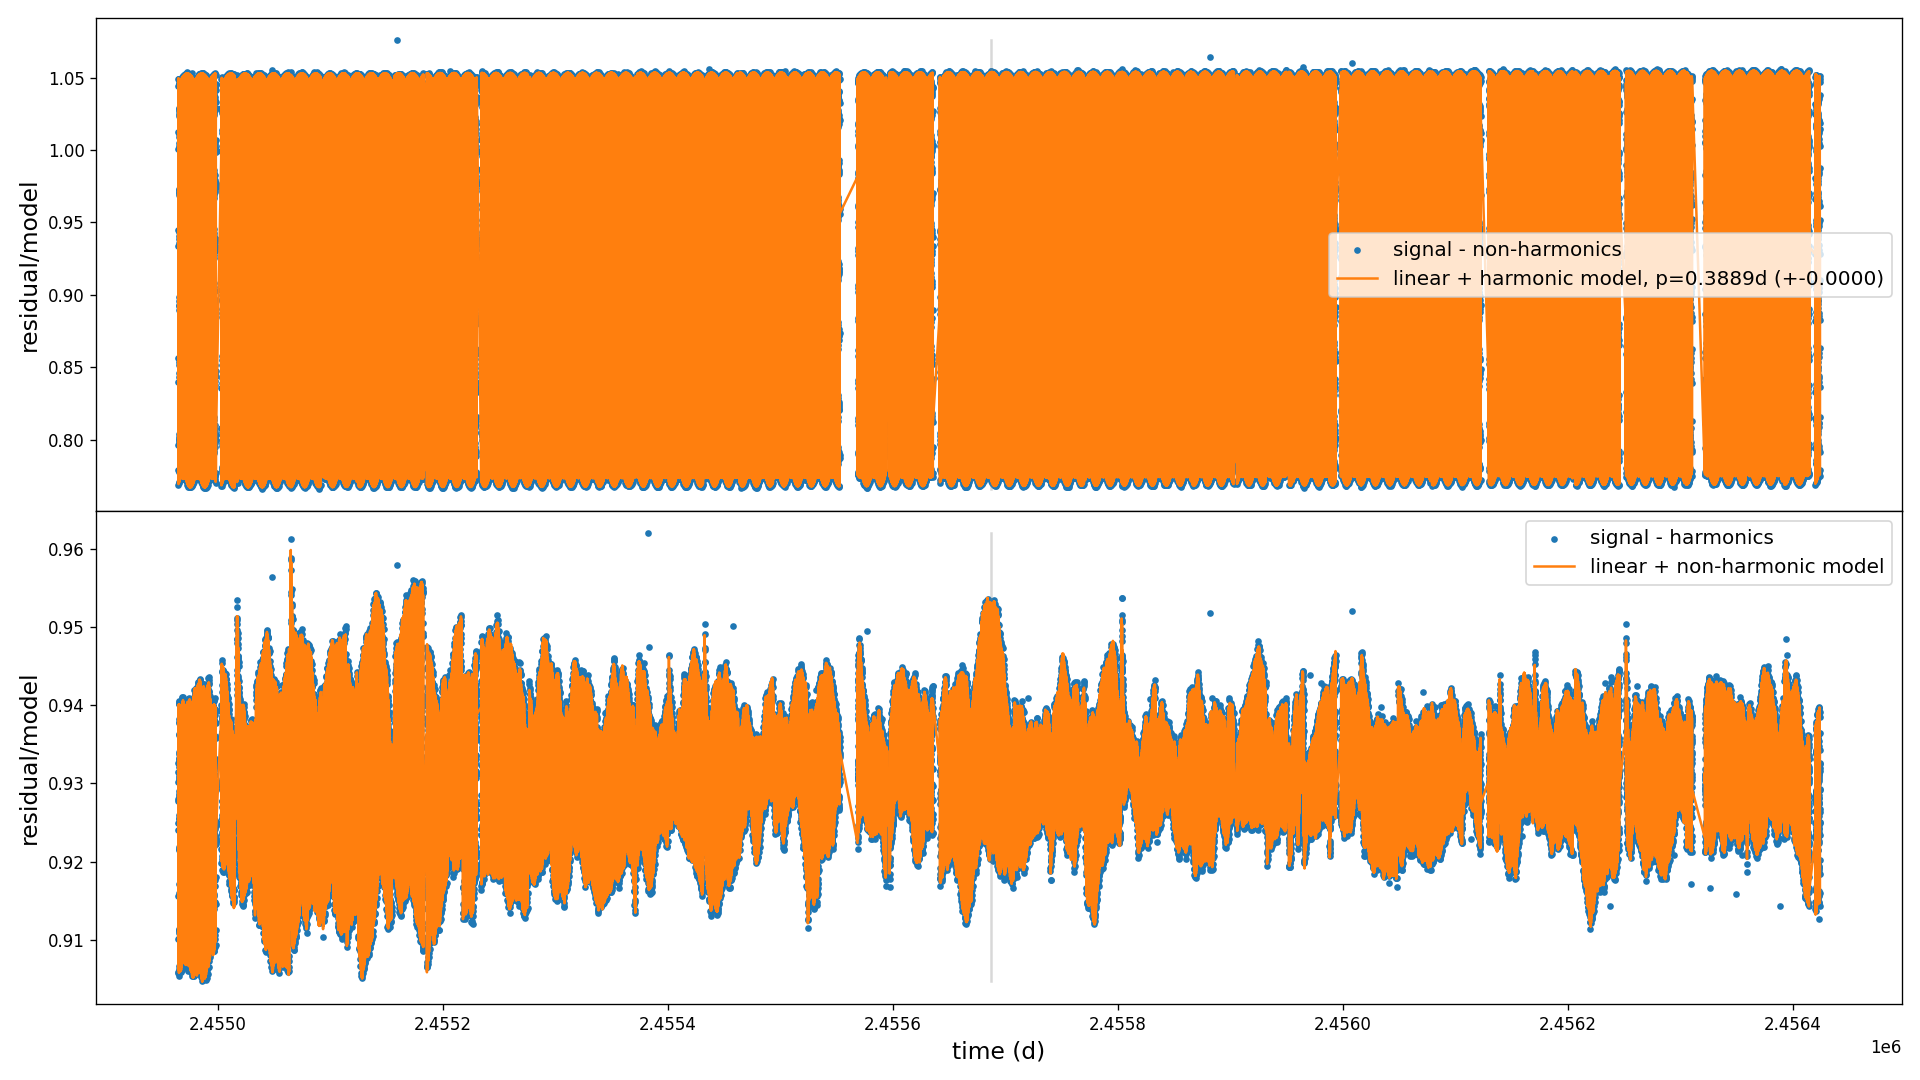 1.05
1.00
0.95
0.90
0.85
0.80
residual/model
signal - non-harmonics
linear + harmonic model, p=0.3889d (+-0.0000)
0.96
0.95
0.94
0.93
0.92
0.91
residual/model
signal - harmonics
linear + non-harmonic model
2.4550 2.4552 2.4554 2.4556 2.4558 2.4560 2.4562 2.4564
time (d)
1e6